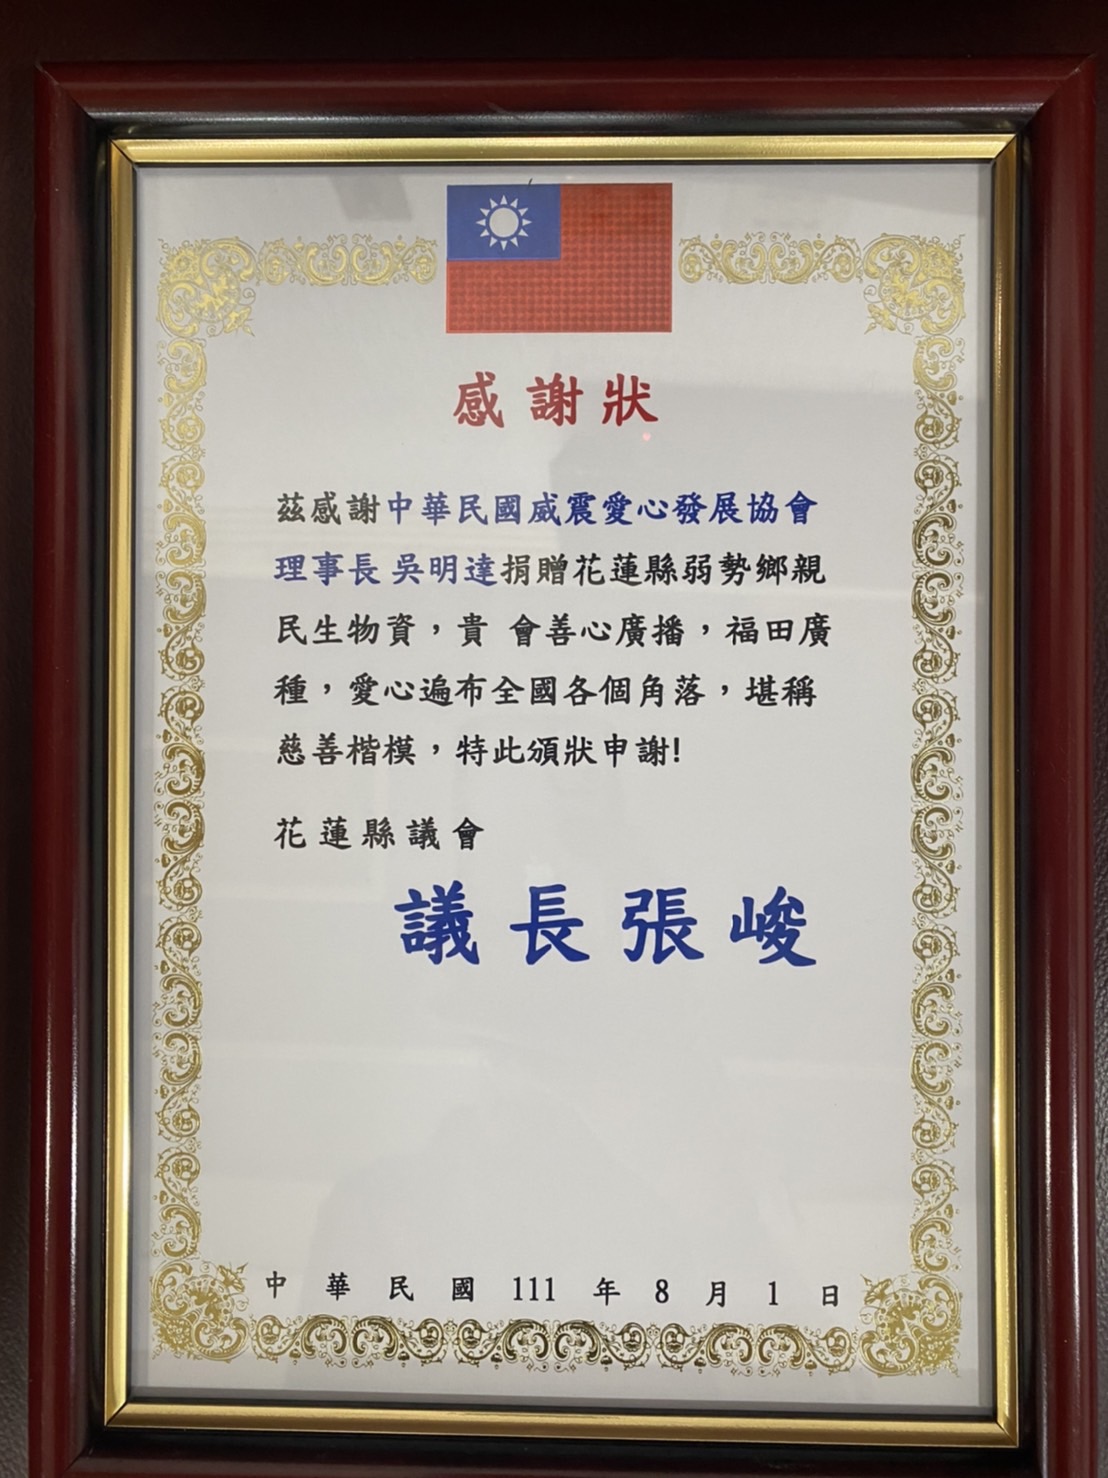 感謝狀
茲感謝中華民國威震愛心發展協會
理事長 吳明達捐贈花蓮縣弱勢鄉親
民生物資，貴 會善心廣播，福田廣
種，愛心遍布全國各個角落，堪稱
慈善楷模，特此頒狀申謝!
花蓮縣議會
議長張峻
中華民國111年8月1日